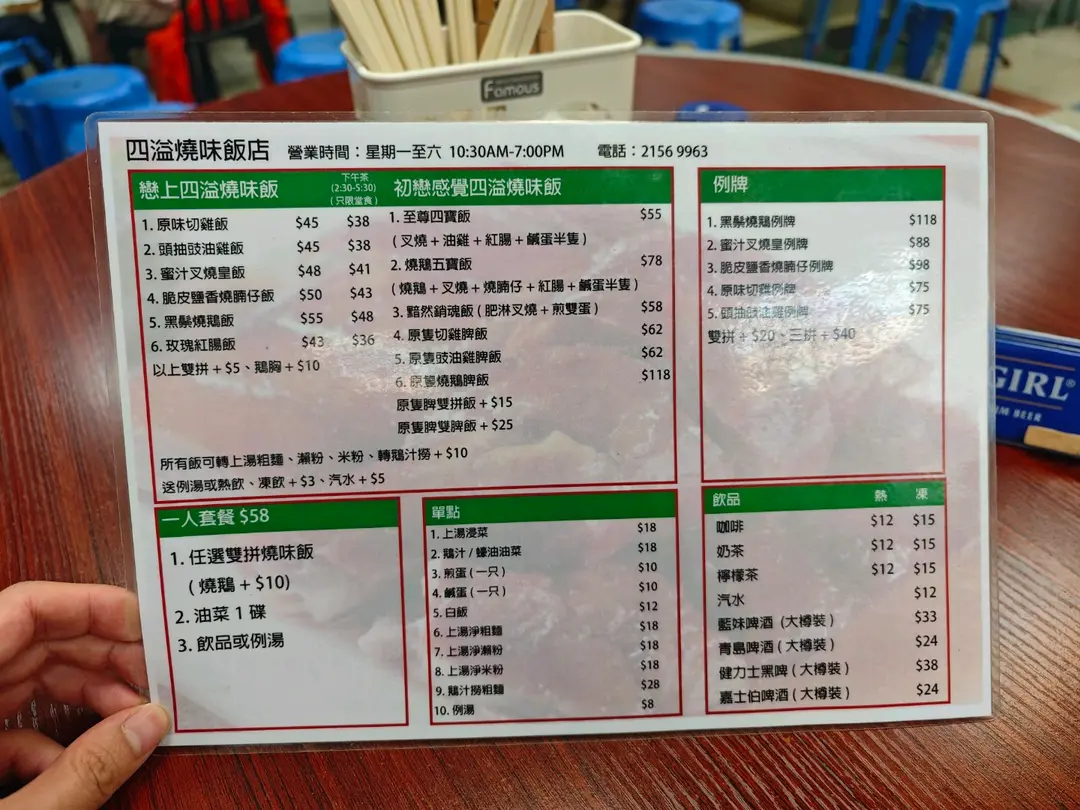 Famous
四溢燒味飯店 營業時間：星期一至六 10:30AM-7:00PM 電話：2156 9963
戀上四溢燒味飯
下午茶
(2:30-5:30)
(只限堂食)
1. 原味切雞飯 $45 $38
2. 頭抽豉油雞飯 $45 $38
3. 蜜汁叉燒皇飯 $48 $41
4. 脆皮鹽香燒腩仔飯 $50 $43
5. 黑鬃燒鵝飯 $55 $48
6. 玫瑰紅腸飯 $43 $36
以上雙拼 + $5、鵝胸 + $10
初戀感覺四溢燒味飯
1. 至尊四寶飯 $55
( 叉燒 + 油雞 + 紅腸 + 鹹蛋半隻 )
2. 燒鵝五寶飯 $78
( 燒鵝 + 叉燒 + 燒腩仔 + 紅腸 + 鹹蛋半隻 )
3. 黯然銷魂飯 ( 肥淋叉燒 + 煎雙蛋 ) $58
4. 原隻切雞脾飯 $62
5. 原隻豉油雞脾飯 $62
6. 原隻燒鵝脾飯 $118
原隻脾雙拼飯 + $15
原隻脾雙脾飯 + $25
所有飯可轉上湯粗麵、瀨粉、米粉、轉鵝汁撈 + $10
送例湯或熱飲、凍飲 + $3、汽水 + $5
例牌
1. 黑鬃燒鵝例牌 $118
2. 蜜汁叉燒皇例牌 $88
3. 脆皮鹽香燒腩仔例牌 $98
4. 原味切雞例牌 $75
5. 頭抽豉油雞例牌 $75
雙拼 + $20、三拼 + $40
GIRL®
UM BEER
一人套餐 $58
1. 任選雙拼燒味飯
( 燒鵝 + $10)
2. 油菜 1 碟
3. 飲品或例湯
單點
1. 上湯浸菜 $18
2. 鵝汁 / 蠔油油菜 $18
3. 煎蛋 ( 一只 ) $10
4. 鹹蛋 ( 一只 ) $10
5. 白飯 $12
6. 上湯淨粗麵 $18
7. 上湯淨瀨粉 $18
8. 上湯淨米粉 $18
9. 鵝汁撈粗麵 $28
10. 例湯 $8
飲品 熱 凍
咖啡 $12 $15
奶茶 $12 $15
檸檬茶 $12 $15
汽水 $12
藍妹啤酒 (大樽裝) $33
青島啤酒 ( 大樽裝 ) $24
健力士黑啤 ( 大樽裝 ) $38
嘉士伯啤酒 ( 大樽裝 ) $24